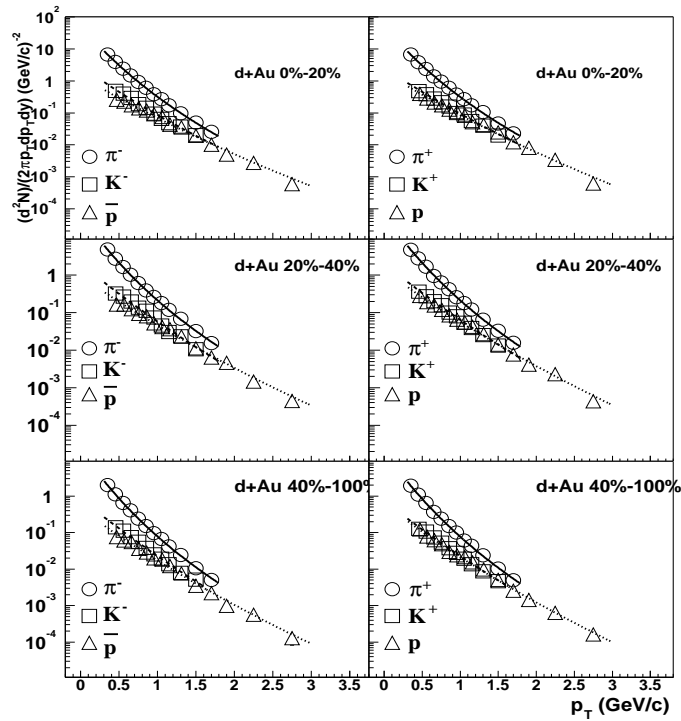 (d²N)/(2πp_T dp_T dy) (GeV/c)⁻²
10²
10
1
10⁻¹
10⁻²
10⁻³
10⁻⁴
d+Au 0%-20%
π⁻
K⁻
p̅
d+Au 0%-20%
π⁺
K⁺
p
1
10⁻¹
10⁻²
10⁻³
10⁻⁴
d+Au 20%-40%
π⁻
K⁻
p̅
d+Au 20%-40%
π⁺
K⁺
p
1
10⁻¹
10⁻²
10⁻³
10⁻⁴
d+Au 40%-100%
π⁻
K⁻
p̅
d+Au 40%-100%
π⁺
K⁺
p
0 0.5 1 1.5 2 2.5 3 3.5
0 0.5 1 1.5 2 2.5 3 3.5
p_T GeV/c)